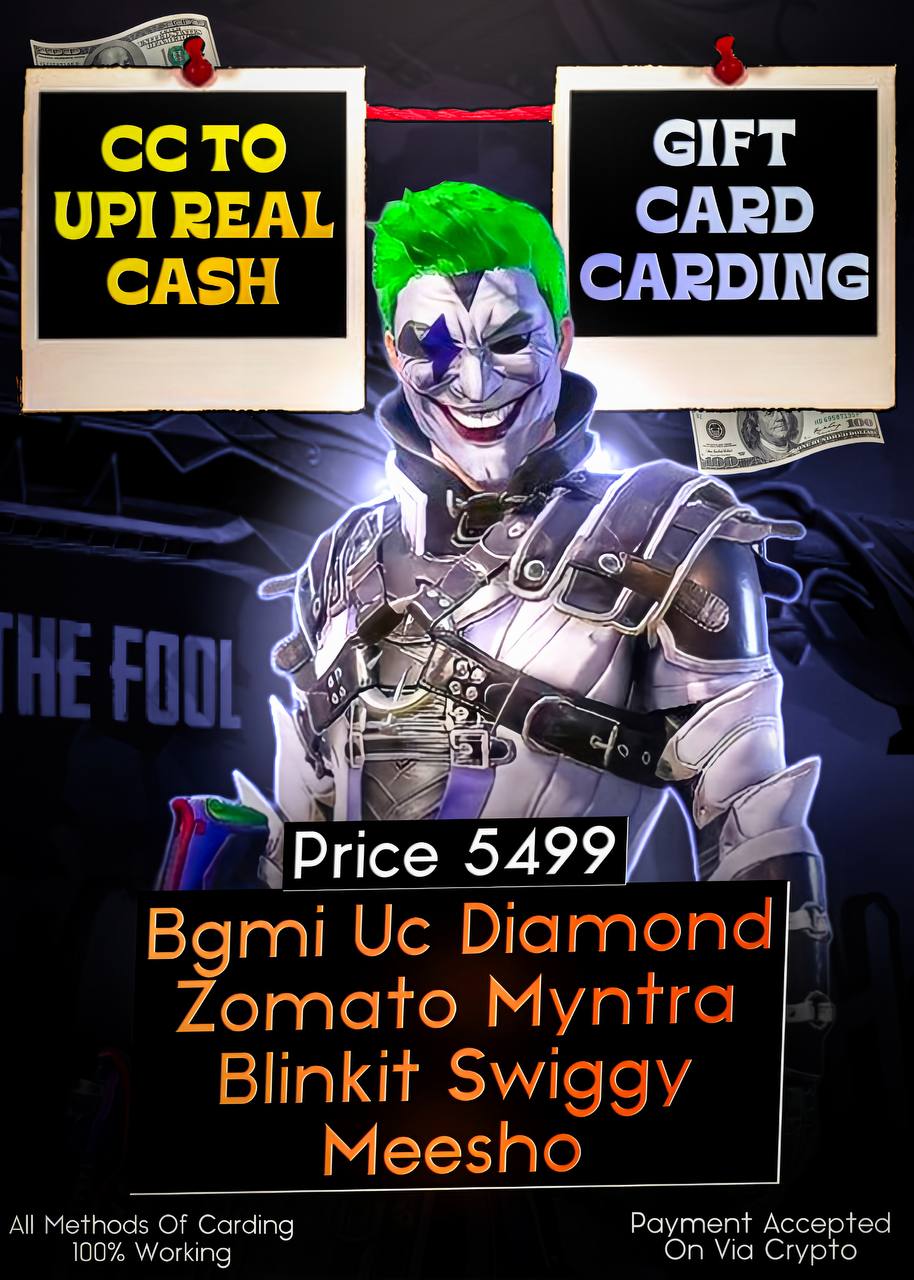 CC TO
UPI REAL
CASH
GIFT
CARD
CARDING
THE FOOL
Price 5499
Bgmi Uc Diamond
Zomato Myntra
Blinkit Swiggy
Meesho
All Methods Of Carding
100% Working
Payment Accepted
On Via Crypto